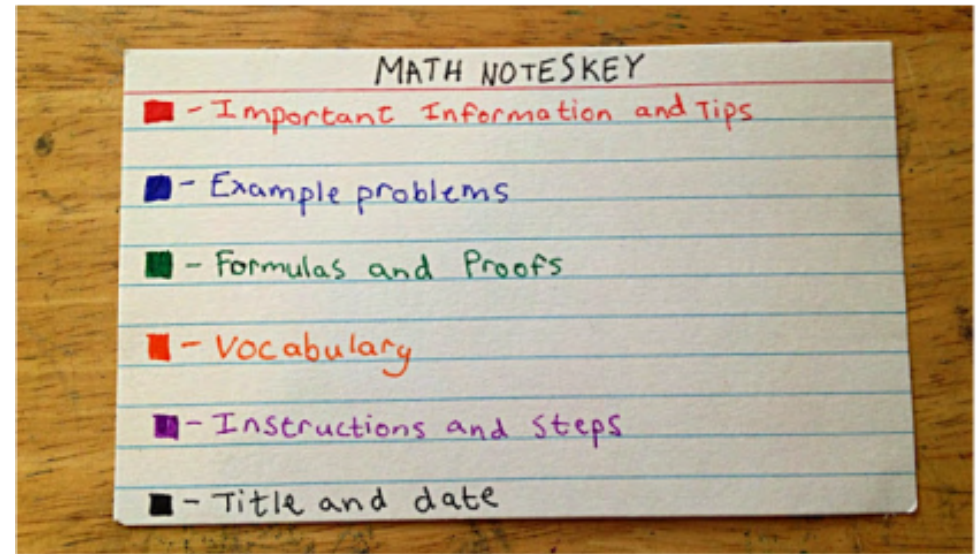 MATH NOTESKEY
- Important Information and Tips
- Example problems
- Formulas and Proofs
- Vocabulary
- Instructions and steps
- Title and date